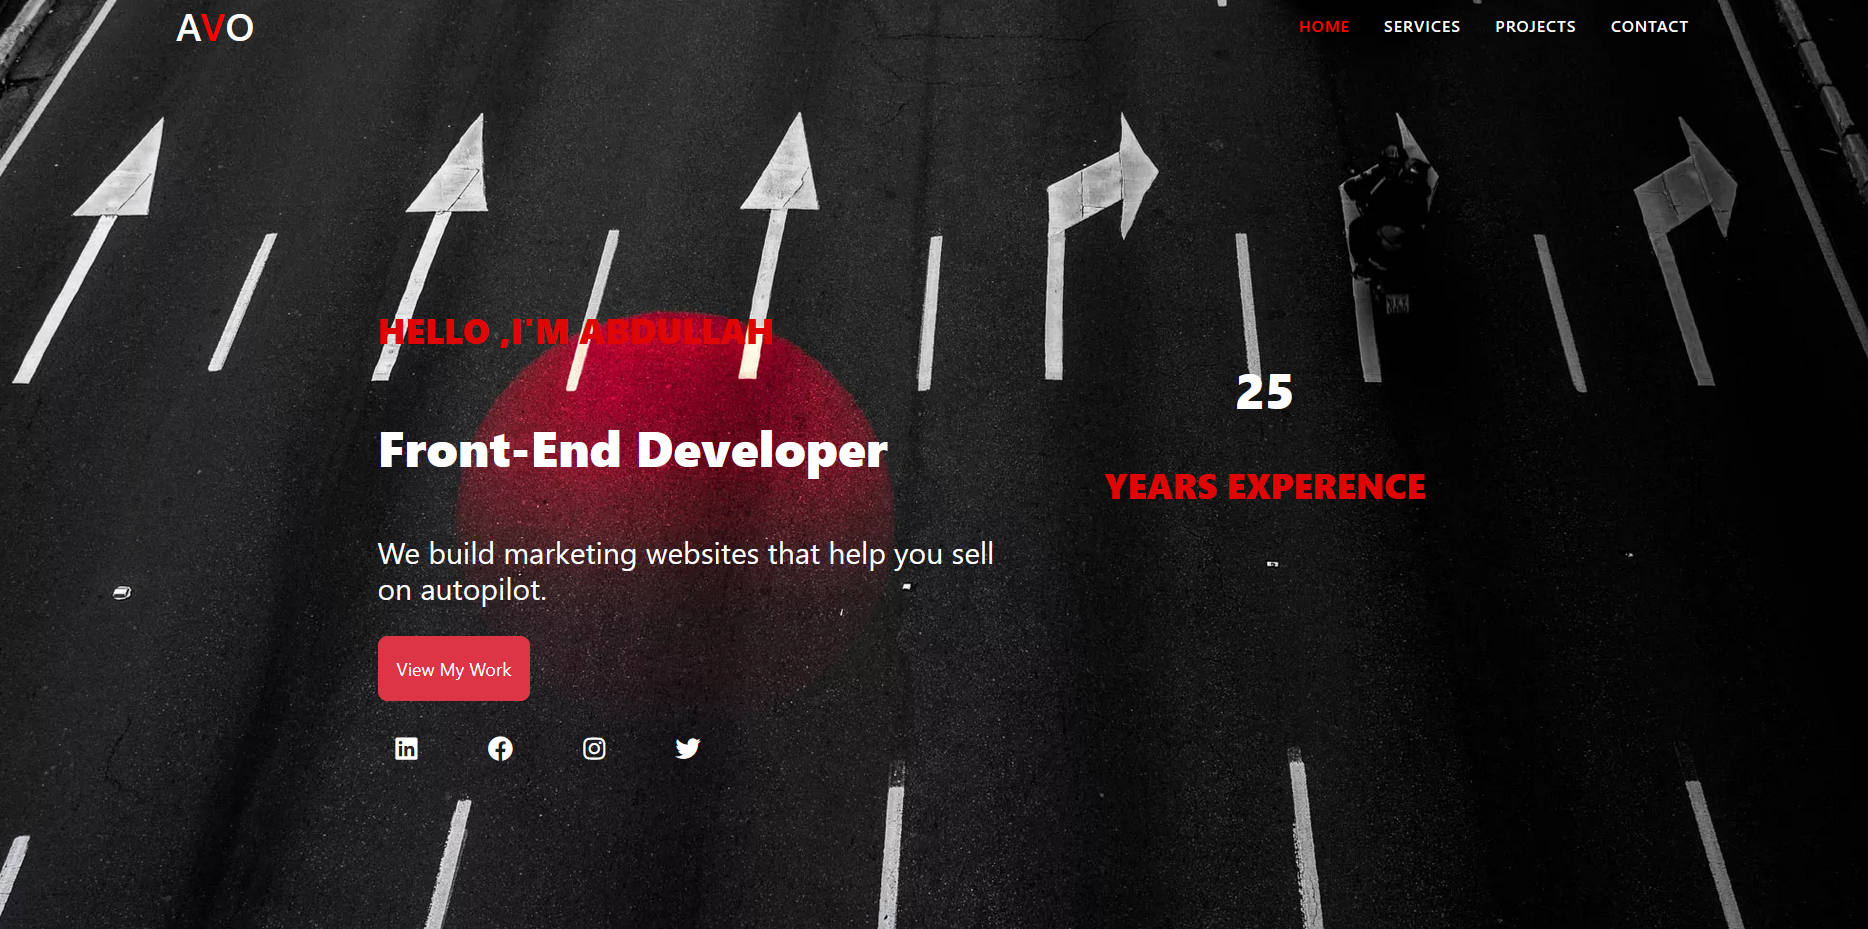 AVO
HOME SERVICES PROJECTS CONTACT
HELLO ,I'M ABDULLAH
Front-End Developer
We build marketing websites that help you sell
on autopilot.
View My Work
25
YEARS EXPERENCE